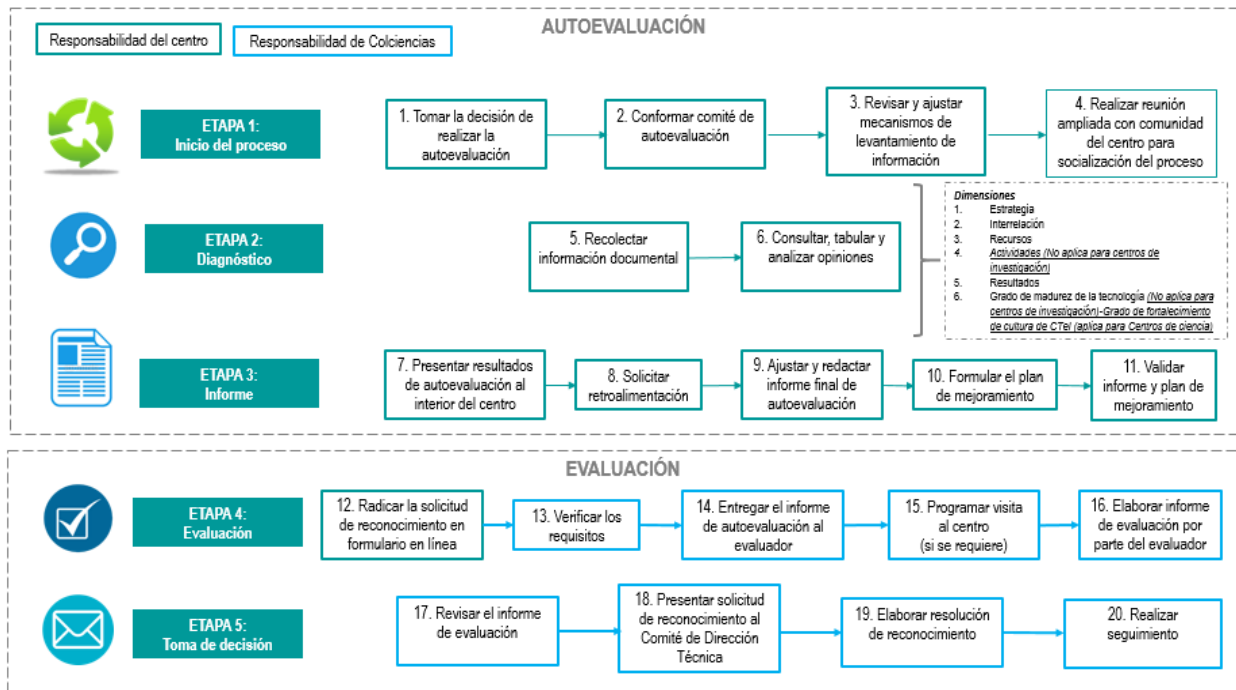 AUTOEVALUACIÓN
Responsabilidad del centro
Responsabilidad de Colciencias
ETAPA 1:
Inicio del proceso
1. Tomar la decisión de
realizar la
autoevaluación
2. Conformar comité de
autoevaluación
3. Revisar y ajustar
mecanismos de
levantamiento de
información
4. Realizar reunión
ampliada con comunidad
del centro para
socialización del proceso
ETAPA 2:
Diagnóstico
5. Recolectar
información documental
6. Consultar, tabular y
analizar opiniones
Dimensiones
1. Estrategia
2. Interrelación
3. Recursos
4. Actividades (No aplica para centros de
investigación)
5. Resultados
6. Grado de madurez de la tecnología (No aplica para
centros de investigación)-Grado de fortalecimiento
de cultura de CTeI (aplica para Centros de ciencia)
ETAPA 3:
Informe
7. Presentar resultados
de autoevaluación al
interior del centro
8. Solicitar
retroalimentación
9. Ajustar y redactar
informe final de
autoevaluación
10. Formular el plan
de mejoramiento
11. Validar
informe y plan de
mejoramiento
EVALUACIÓN
ETAPA 4:
Evaluación
12. Radicar la solicitud
de reconocimiento en
formulario en línea
13. Verificar los
requisitos
14. Entregar el informe
de autoevaluación al
evaluador
15. Programar visita
al centro
(si se requiere)
16. Elaborar informe
de evaluación por
parte del evaluador
ETAPA 5:
Toma de decisión
17. Revisar el informe
de evaluación
18. Presentar solicitud
de reconocimiento al
Comité de Dirección
Técnica
19. Elaborar resolución
de reconocimiento
20. Realizar
seguimiento